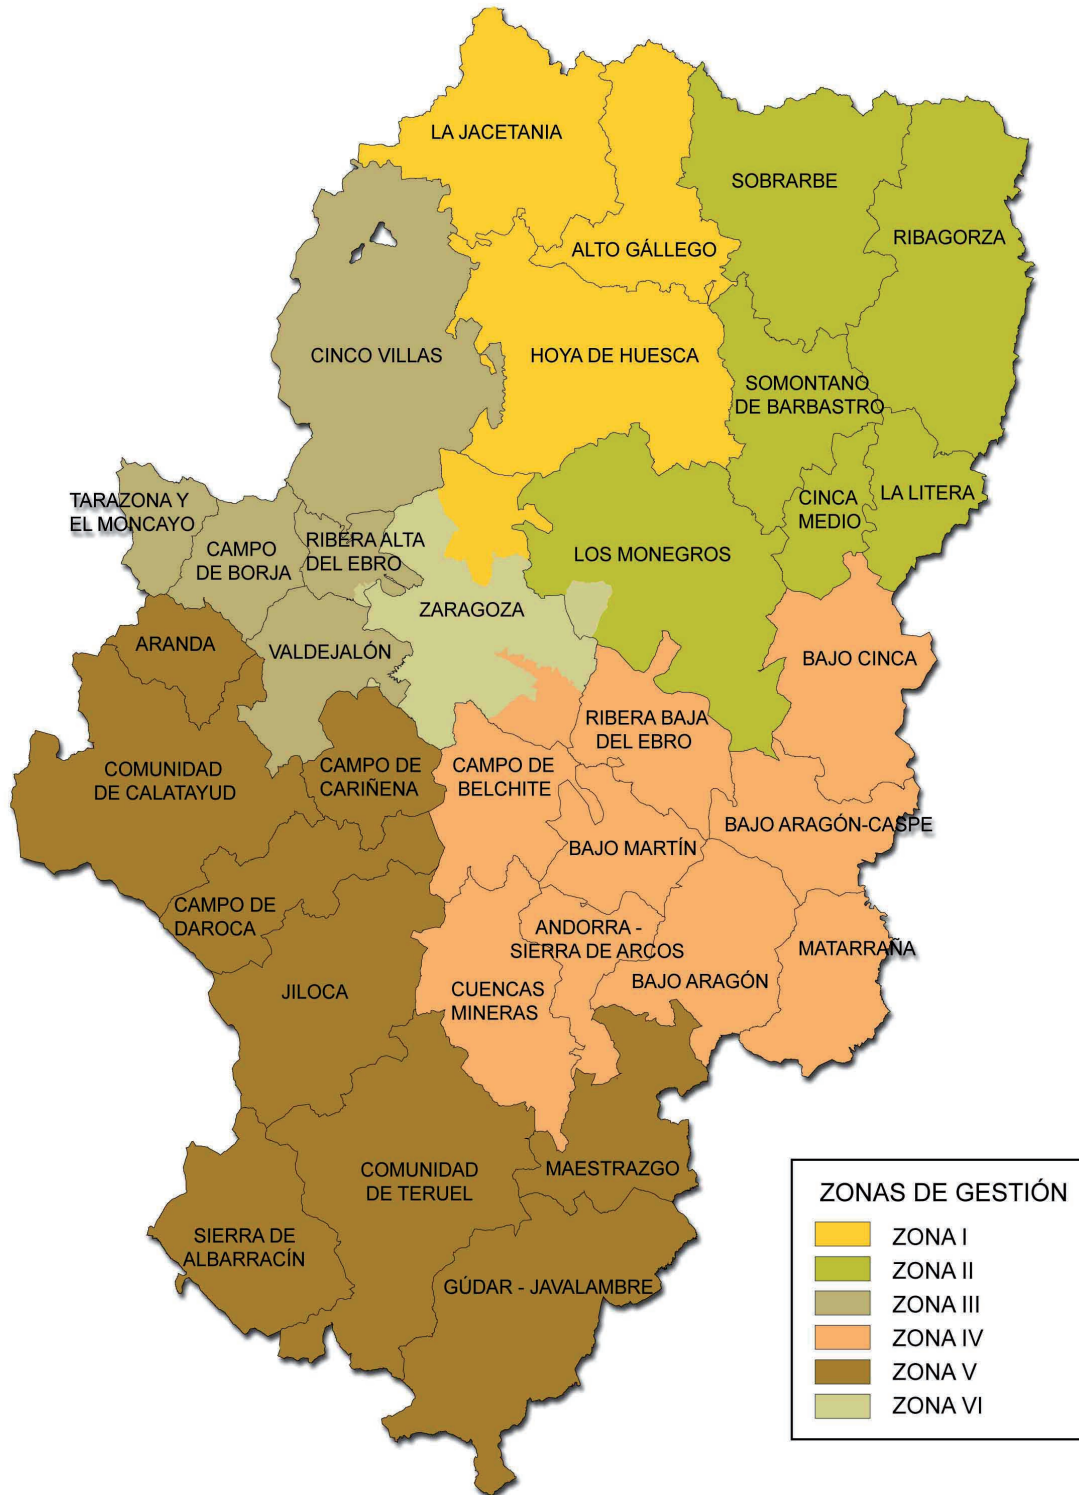 LA JACETANIA
SOBRARBE
RIBAGORZA
ALTO GÁLLEGO
CINCO VILLAS
HOYA DE HUESCA
SOMONTANO
DE BARBASTRO
TARAZONA Y
EL MONCAYO
CAMPO
DE BORJA
RIBERA ALTA
DEL EBRO
LOS MONEGROS
CINCA
MEDIO
LA LITERA
ARANDA
VALDEJALÓN
ZARAGOZA
BAJO CINCA
RIBERA BAJA
DEL EBRO
COMUNIDAD
DE CALATAYUD
CAMPO DE
CARIÑENA
CAMPO DE
BELCHITE
BAJO ARAGÓN-CASPE
BAJO MARTÍN
CAMPO DE
DAROCA
ANDORRA -
SIERRA DE ARCOS
MATARRAÑA
JILOCA
CUENCAS
MINERAS
BAJO ARAGÓN
COMUNIDAD
DE TERUEL
MAESTRAZGO
SIERRA DE
ALBARRACÍN
GÚDAR - JAVALAMBRE
ZONAS DE GESTIÓN
ZONA I
ZONA II
ZONA III
ZONA IV
ZONA V
ZONA VI